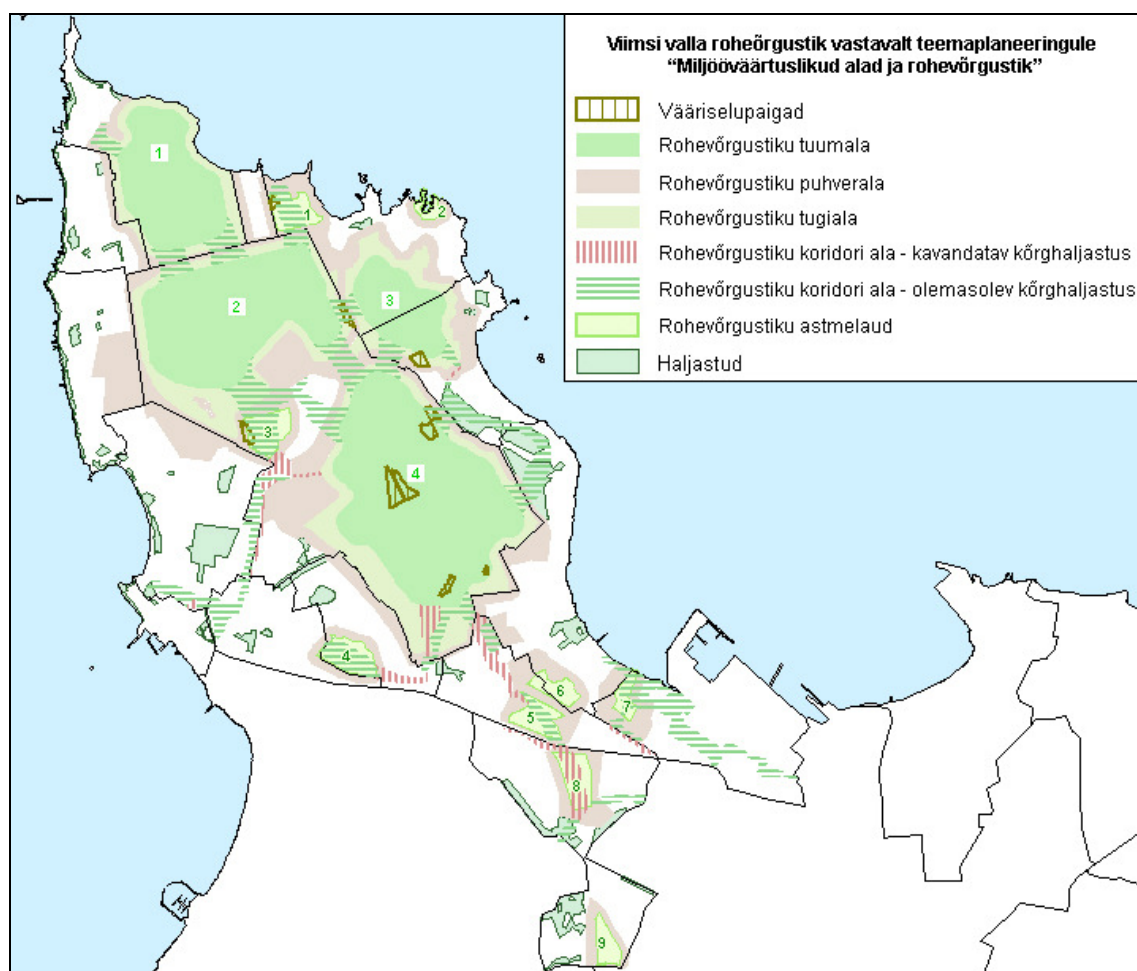 Viimsi valla roheõrgustik vastavalt teemaplaneeringule
“Miljööväärtuslikud alad ja rohevõrgustik”
Vääriselupaigad
Rohevõrgustiku tuumala
Rohevõrgustiku puhverala
Rohevõrgustiku tugiala
Rohevõrgustiku koridori ala - kavandatav kõrghaljastus
Rohevõrgustiku koridori ala - olemasolev kõrghaljastus
Rohevõrgustiku astmelaud
Haljastud
1
1
2
2
3
3
4
4
6
5
7
8
9